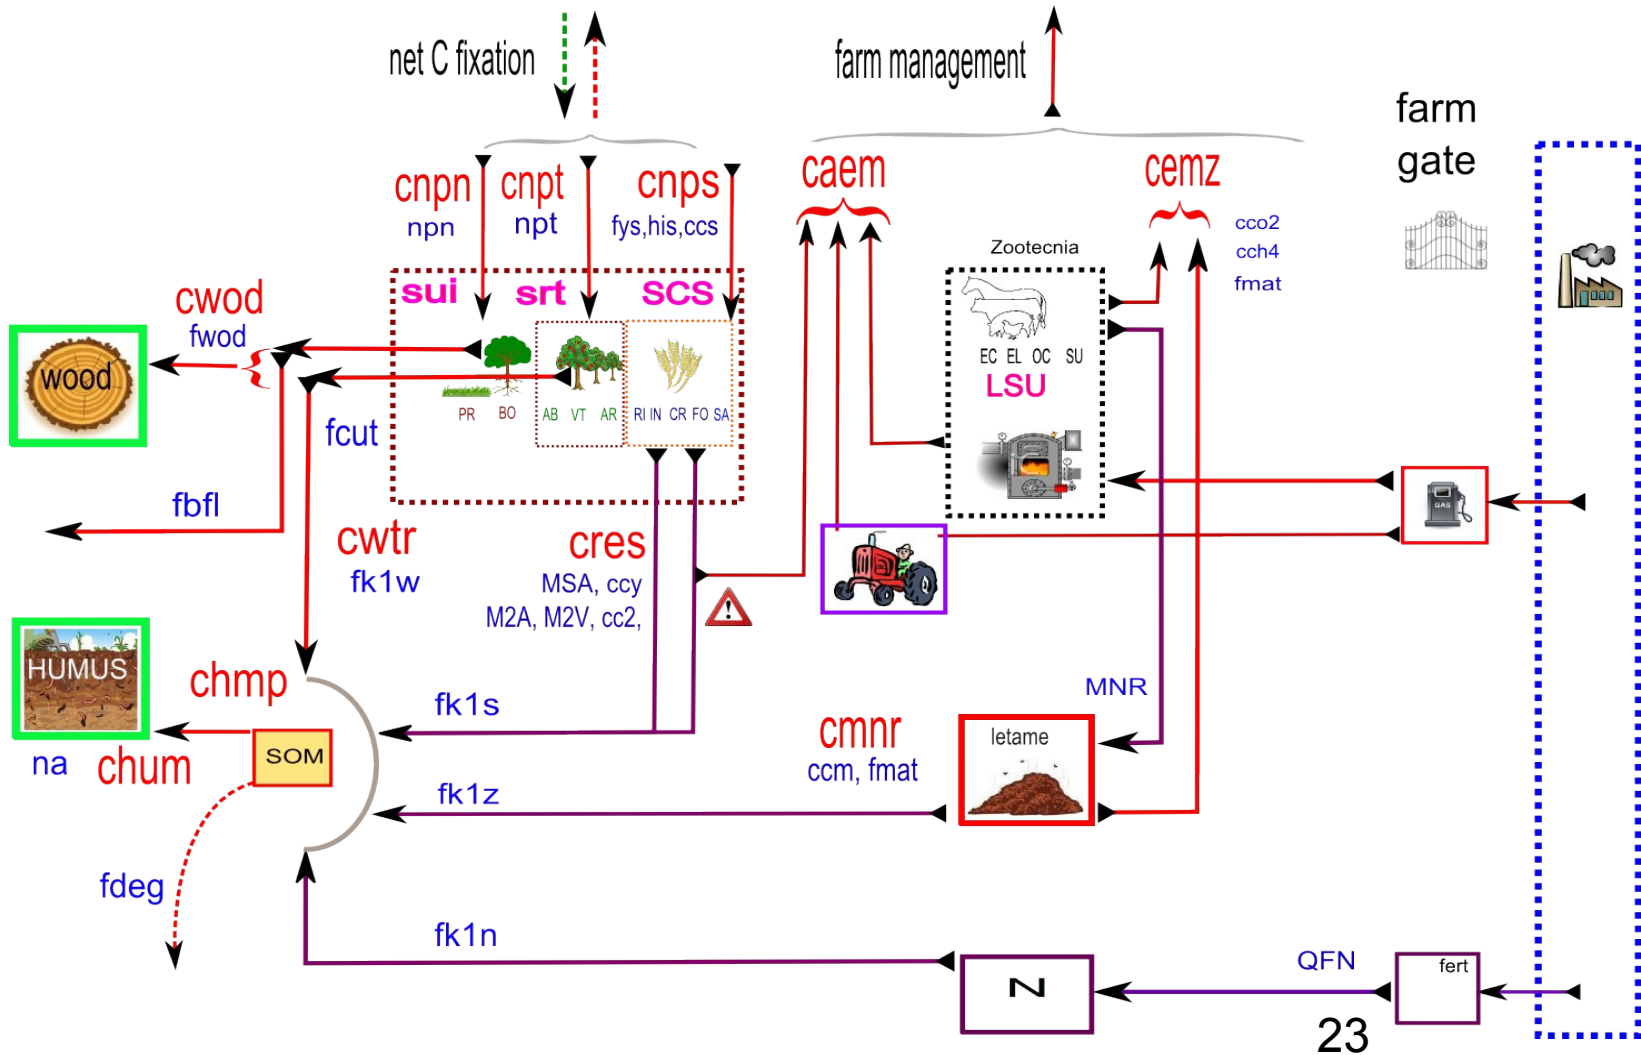 net C fixation
farm management
farm
gate
cnpn
npn
cnpt
npt
cnps
fys,his,ccs
caem
cemz
cco2
cch4
fmat
Zootecnia
sui
srt
SCS
cwod
fwod
wood
PR BO
AB VT AR
RI IN CR FO SA
EC EL OC SU
LSU
GAS
fcut
fbfl
cwtr
fk1w
cres
MSA, ccy
M2A, M2V, cc2,
!
HUMUS
chmp
na
chum
SOM
fk1s
fk1z
MNR
cmnr
ccm, fmat
letame
fdeg
fk1n
N
QFN
fert
23